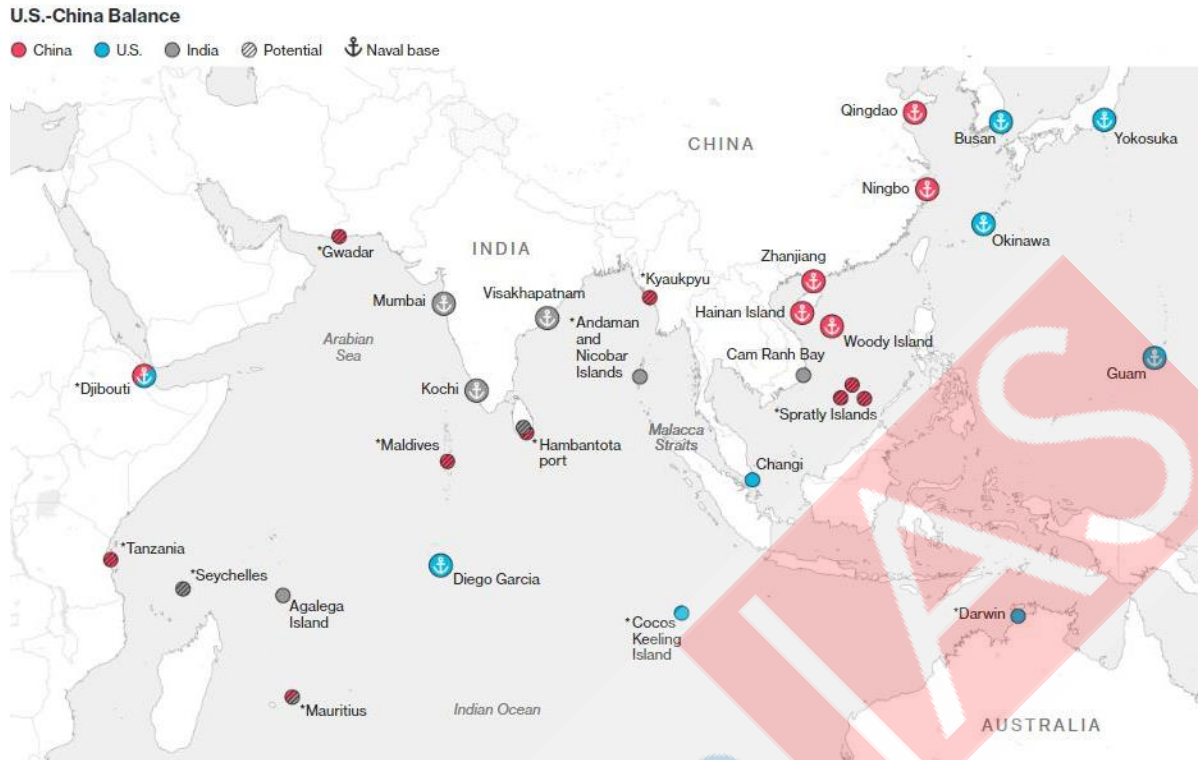 U.S.-China Balance
China U.S. India Potential Naval base
Qingdao
Busan
Yokosuka
CHINA
Ningbo
Okinawa
*Gwadar
INDIA
Zhanjiang
*Kyaukpyu
Mumbai
Visakhapatnam
Hainan Island
*Andaman
and
Nicobar
Islands
Woody Island
Arabian
Sea
Cam Ranh Bay
Guam
*Djibouti
Kochi
*Spratly Islands
*Maldives
*Hambantota
port
Malacca
Straits
Changi
*Tanzania
*Seychelles
Agalega
Island
Diego Garcia
*Cocos
Keeling
Island
*Darwin
*Mauritius
Indian Ocean
AUSTRALIA
IAS